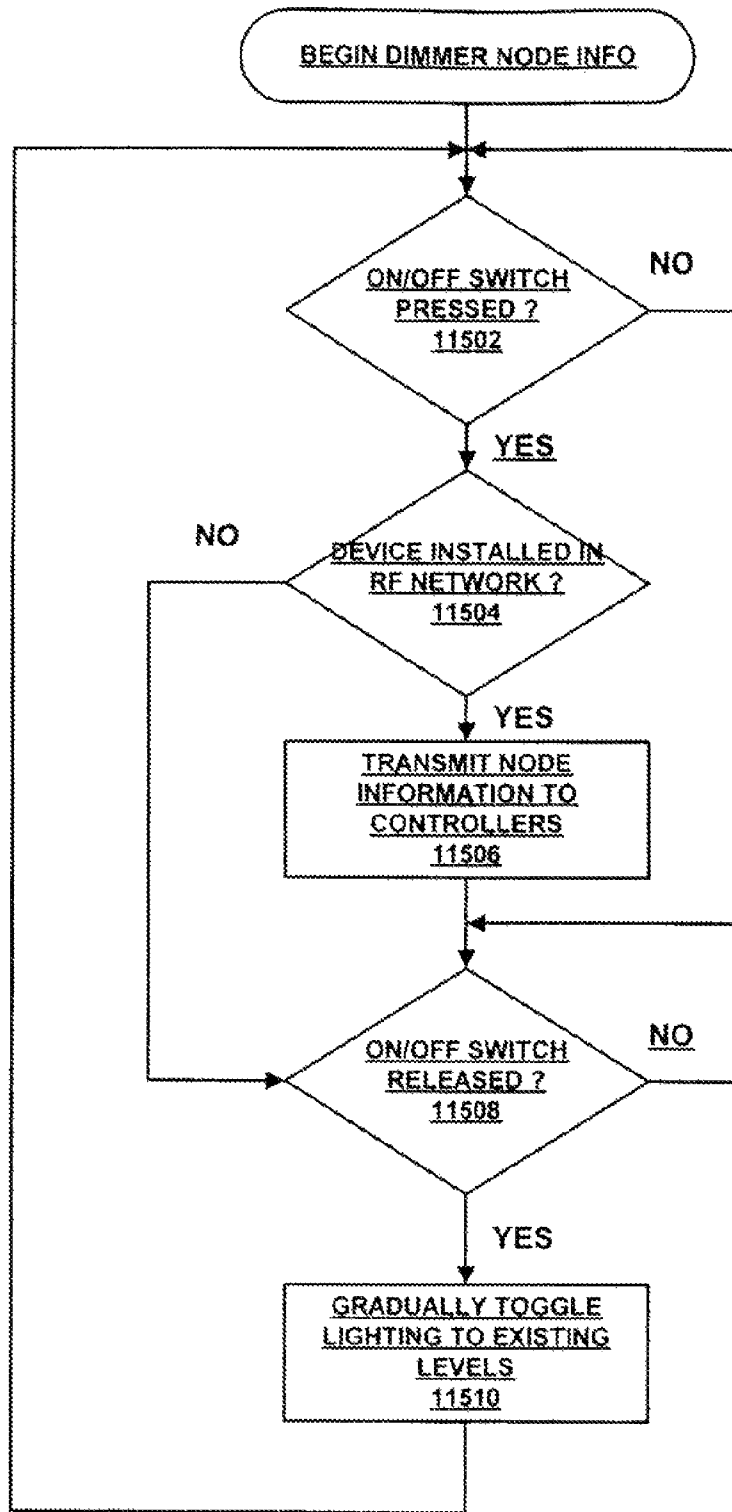 BEGIN DIMMER NODE INFO
ON/OFF SWITCH
PRESSED ?
11502
NO
YES
NO
DEVICE INSTALLED IN
RF NETWORK ?
11504
YES
TRANSMIT NODE
INFORMATION TO
CONTROLLERS
11506
ON/OFF SWITCH
RELEASED ?
11508
NO
YES
GRADUALLY TOGGLE
LIGHTING TO EXISTING
LEVELS
11510